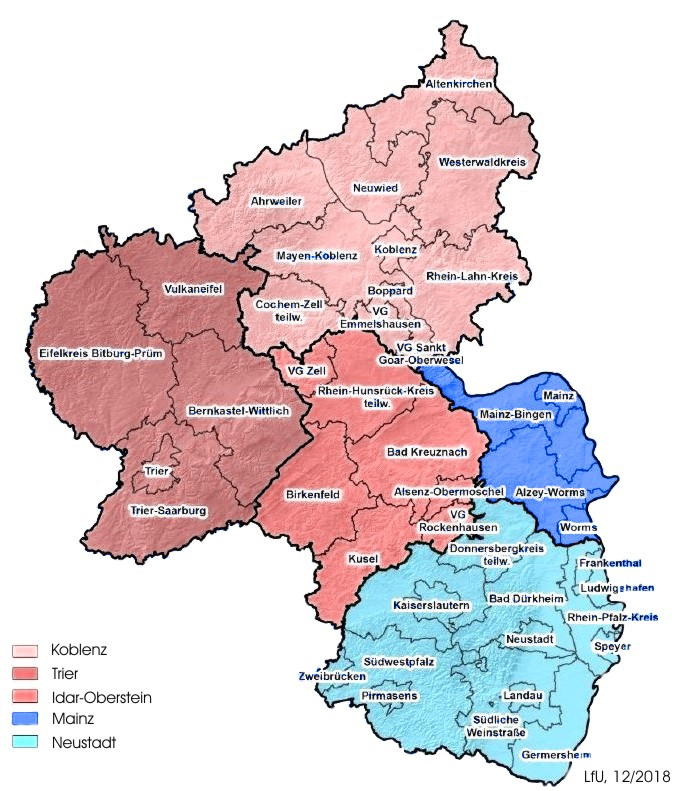 Altenkirchen
Westerwaldkreis
Neuwied
Ahrweiler
Koblenz
Mayen-Koblenz
Rhein-Lahn-Kreis
Vulkaneifel
Boppard
Cochem-Zell
teilw.
VG
Emmelshausen
VG Sankt
Goar-Oberwesel
Eifelkreis Bitburg-Prüm
VG Zell
Rhein-Hunsrück-Kreis
teilw.
Mainz
Mainz-Bingen
Bernkastel-Wittlich
Bad Kreuznach
Trier
Birkenfeld
Alsenz-Obermoschel
Alzey-Worms
Trier-Saarburg
VG
Rockenhausen
Worms
Donnersbergkreis
teilw.
Kusel
Frankenthal
Ludwigshafen
Bad Dürkheim
Kaiserslautern
Rhein-Pfalz-Kreis
Neustadt
Speyer
Südwestpfalz
Zweibrücken
Pirmasens
Landau
Südliche
Weinstraße
Germersheim
Koblenz
Trier
Idar-Oberstein
Mainz
Neustadt
LfU, 12/2018